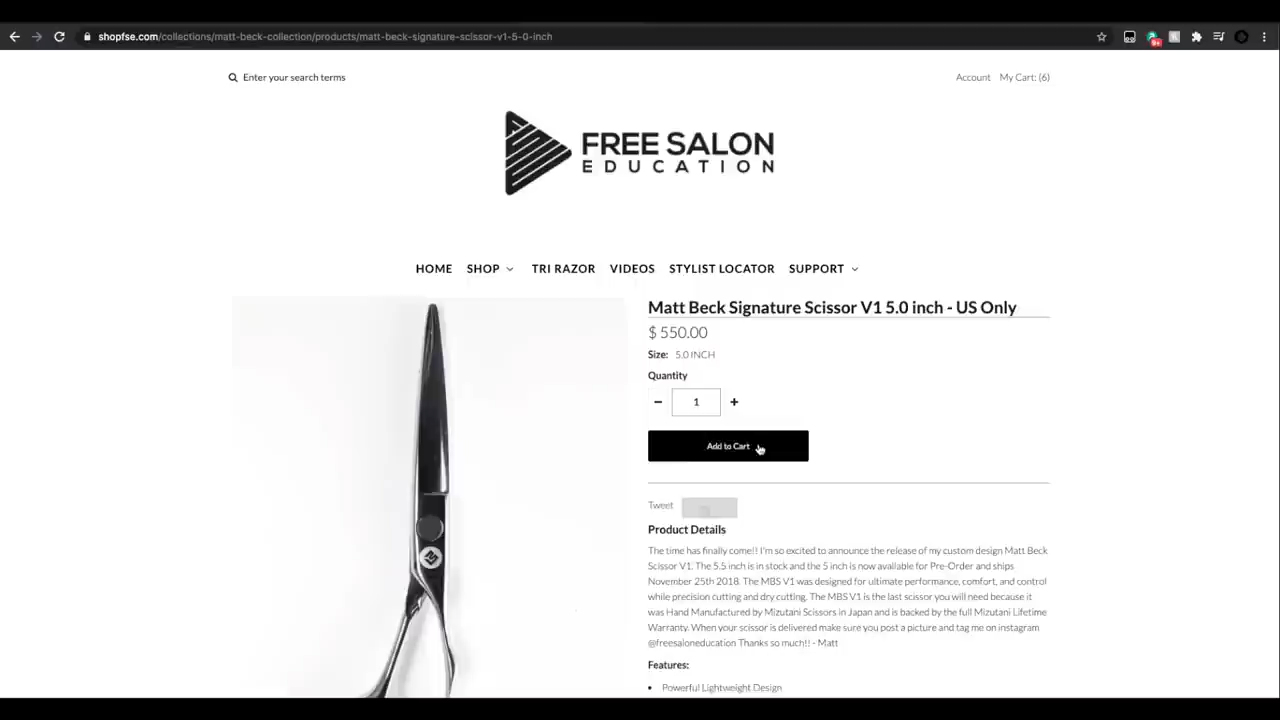 shopfse.com/collections/matt-beck-collection/products/matt-beck-signature-scissor-v1-5-0-inch
9+
Enter your search terms
Account My Cart: (6)
FREE SALON
EDUCATION
HOME SHOP TRI RAZOR VIDEOS STYLIST LOCATOR SUPPORT
Matt Beck Signature Scissor V1 5.0 inch - US Only
$ 550.00
Size: 5.0 INCH
Quantity
− 1 +
Add to Cart
Tweet
Product Details
The time has finally come!! I'm so excited to announce the release of my custom design Matt Beck
Scissor V1. The 5.5 inch is in stock and the 5 inch is now available for Pre-Order and ships
November 25th 2018. The MBS V1 was designed for ultimate performance, comfort, and control
while precision cutting and dry cutting. The MBS V1 is the last scissor you will need because it
was Hand Manufactured by Mizutani Scissors in Japan and is backed by the full Mizutani Lifetime
Warranty. When your scissor is delivered make sure you post a picture and tag me on instagram
@freesaloneducation Thanks so much!! - Matt
Features:
• Powerful Lightweight Design